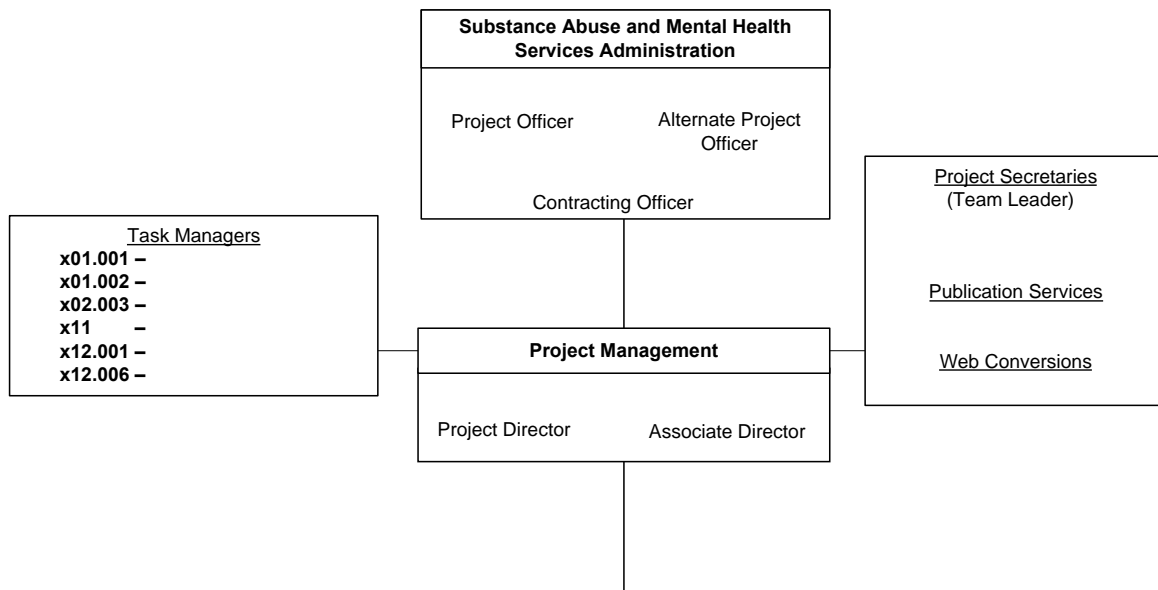 Substance Abuse and Mental Health
Services Administration
Project Officer
Alternate Project
Officer
Contracting Officer
Task Managers
x01.001 –
x01.002 –
x02.003 –
x11 –
x12.001 –
x12.006 –
Project Management
Project Director
Associate Director
Project Secretaries
(Team Leader)
Publication Services
Web Conversions